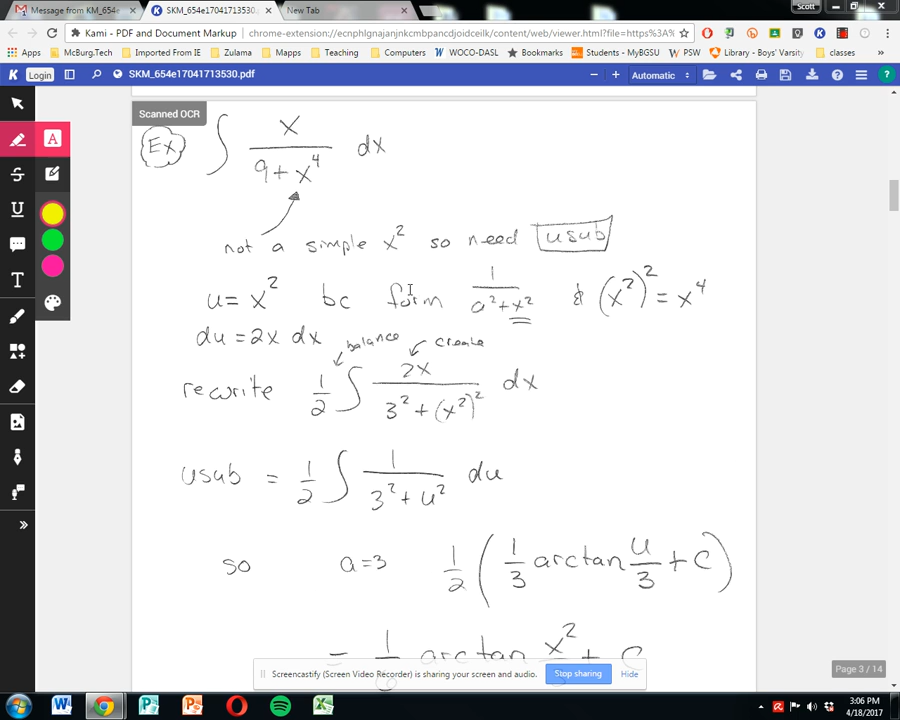 Message from KM_654e
SKM_654e17041713530.
New Tab
Scott
Kami - PDF and Document Markup
chrome-extension://ecnphlgnajanjnkcmbpancdjoidceilk/content/web/viewer.html?file=https%3A%
Apps McBurg.Tech Imported From IE Zulama Maps Teaching Computers WOCO-DASL Bookmarks Students - MyBGSU PSW Library - Boys' Varsity classes
K Login SKM_654e17041713530.pdf Automatic
Scanned OCR
Ex ∫ x / (9 + x⁴) dx
not a simple x² so need usub
u = x² bc form 1 / (a² + x²) & (x²)² = x⁴
du = 2x dx
balance create
rewrite 1/2 ∫ 2x / (3² + (x²)²) dx
usub = 1/2 ∫ 1 / (3² + u²) du
so a=3 1/2 (1/3 arctan u/3 + C)
arctan x² + C
Screencastify (Screen Video Recorder) is sharing your screen and audio. Stop sharing Hide
Page 3 / 14
3:06 PM
4/18/2017